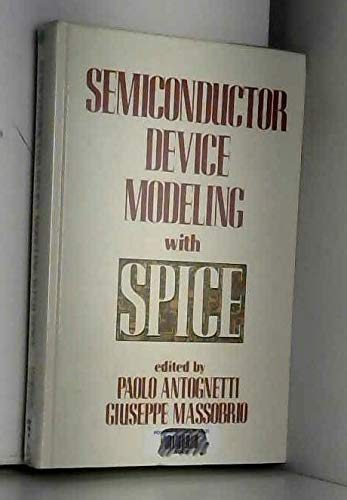 SEMICONDUCTOR
DEVICE
MODELING
with
SPICE
edited by
PAOLO ANTOGNETTI
GIUSEPPE MASSOBRIO